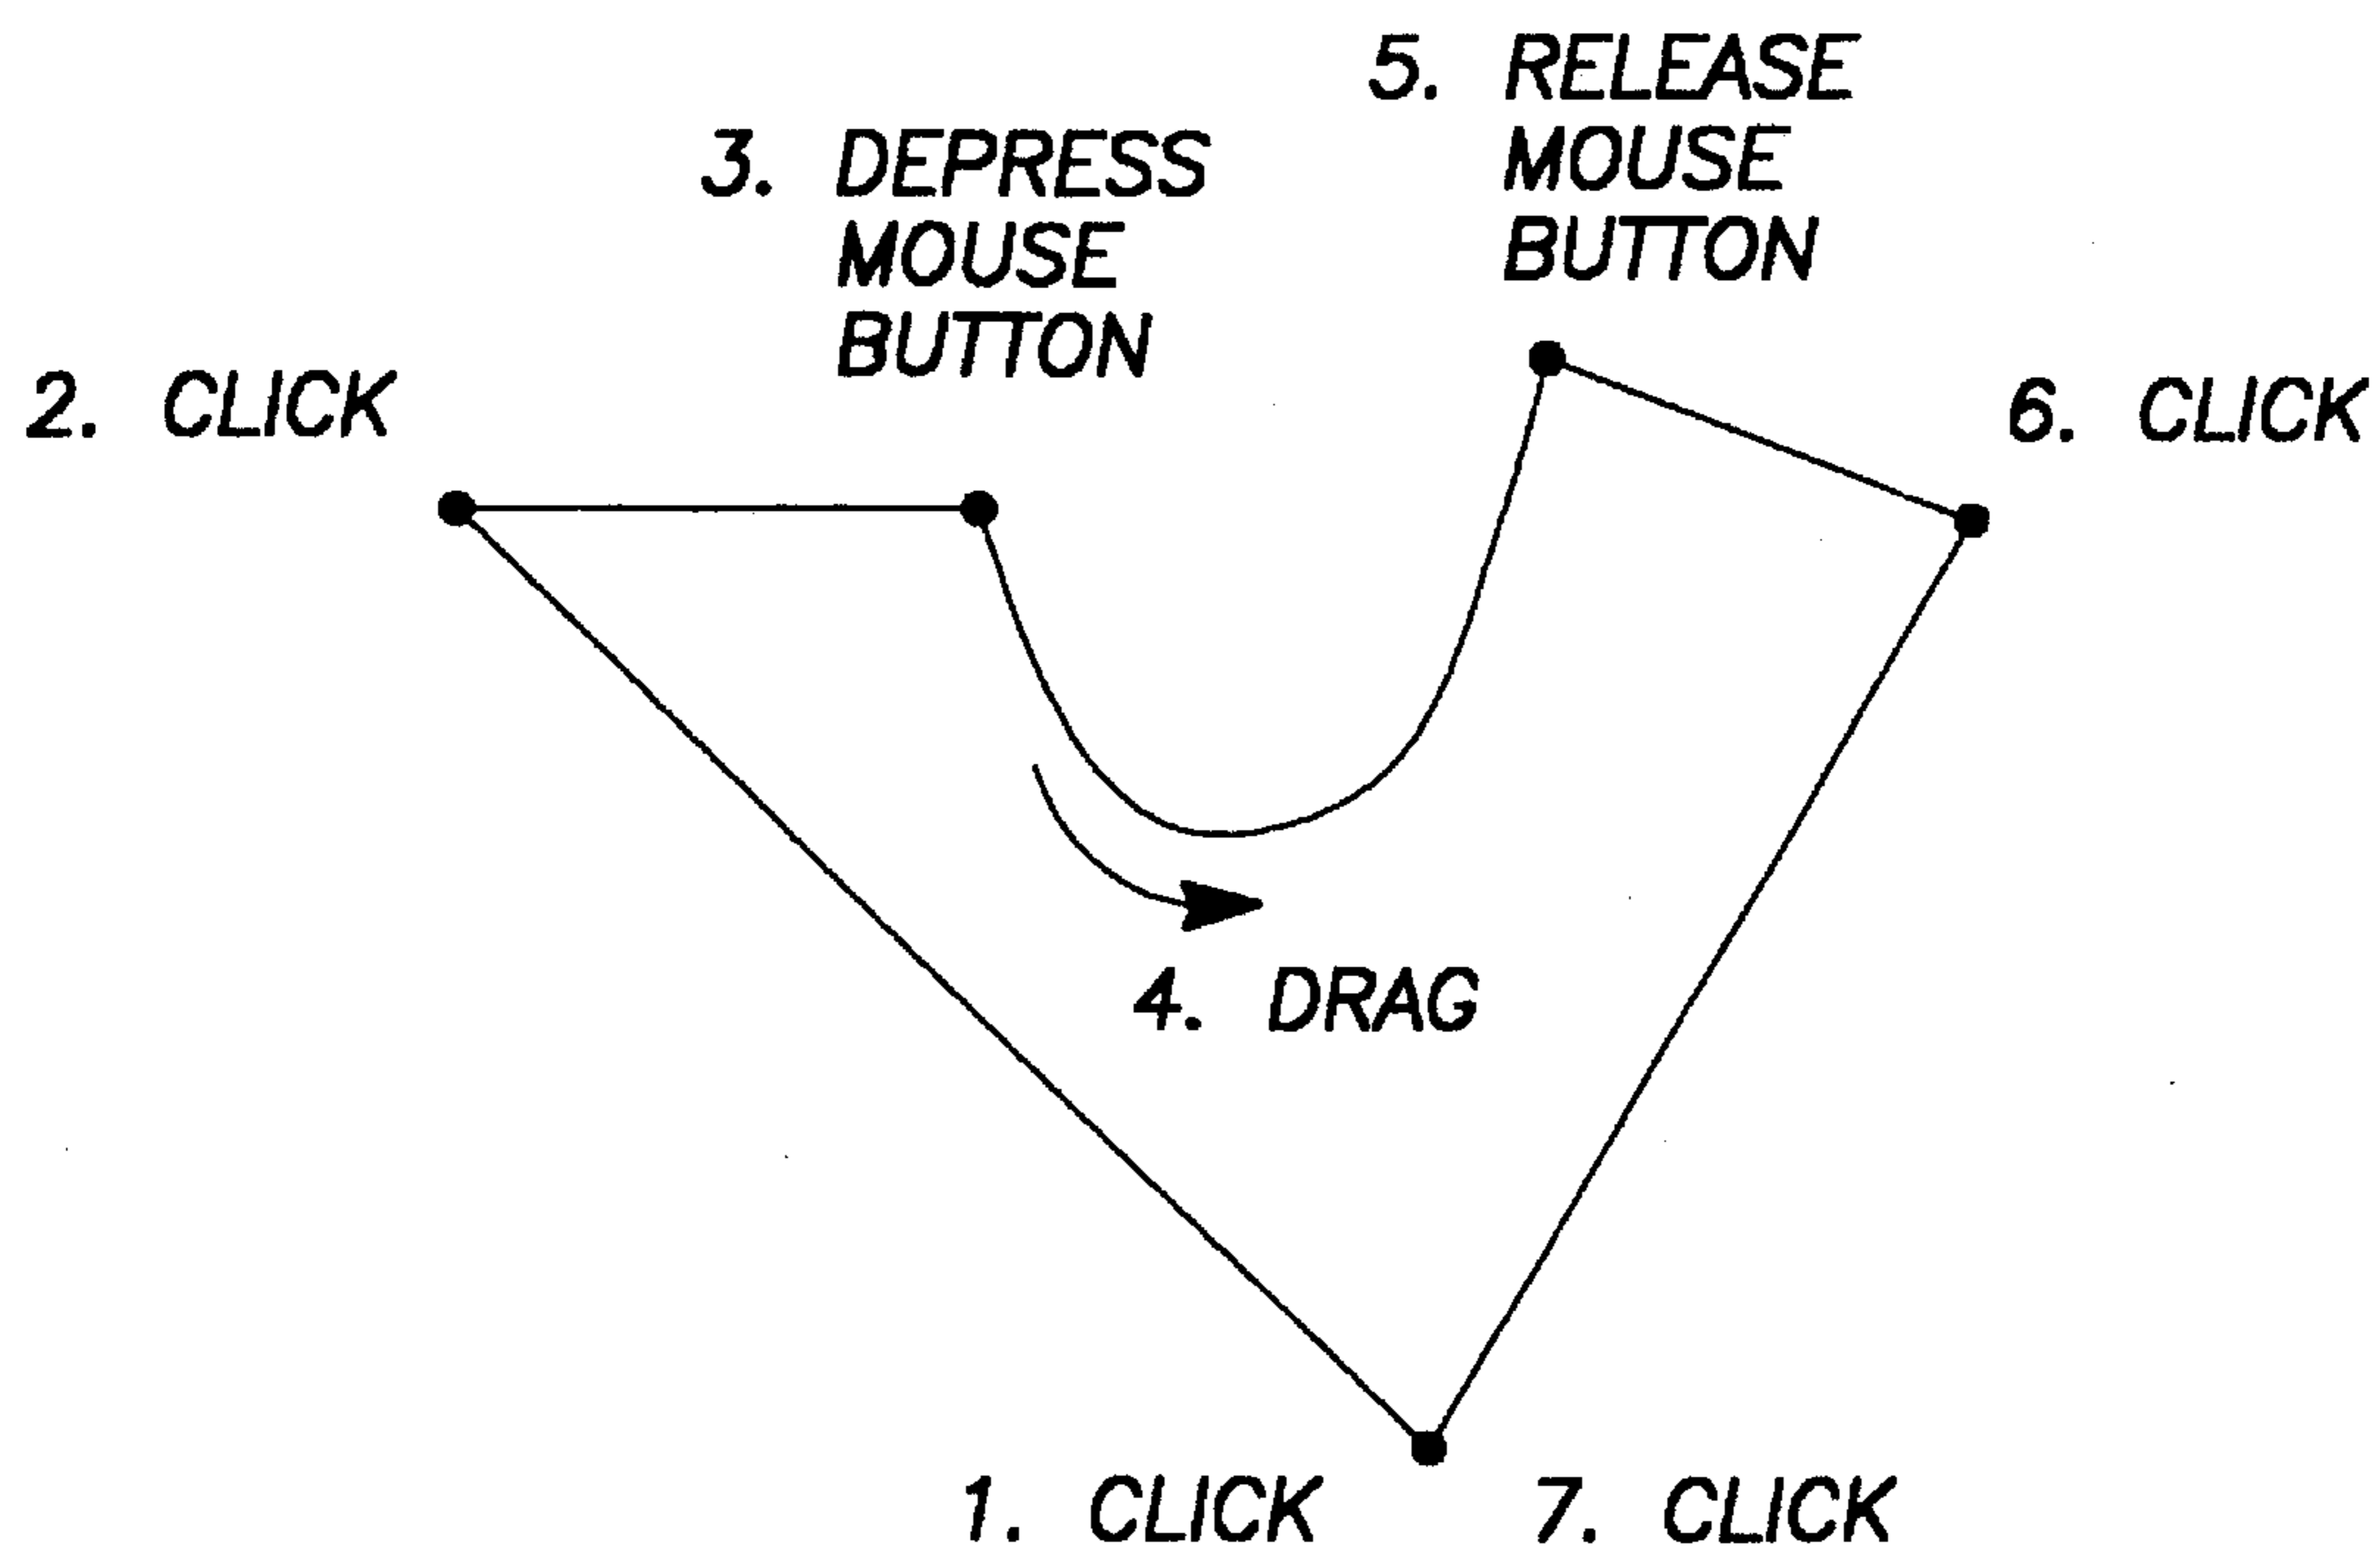 5. RELEASE
MOUSE
BUTTON
3. DEPRESS
MOUSE
BUTTON
2. CLICK
6. CLICK
4. DRAG
1. CLICK
7. CLICK